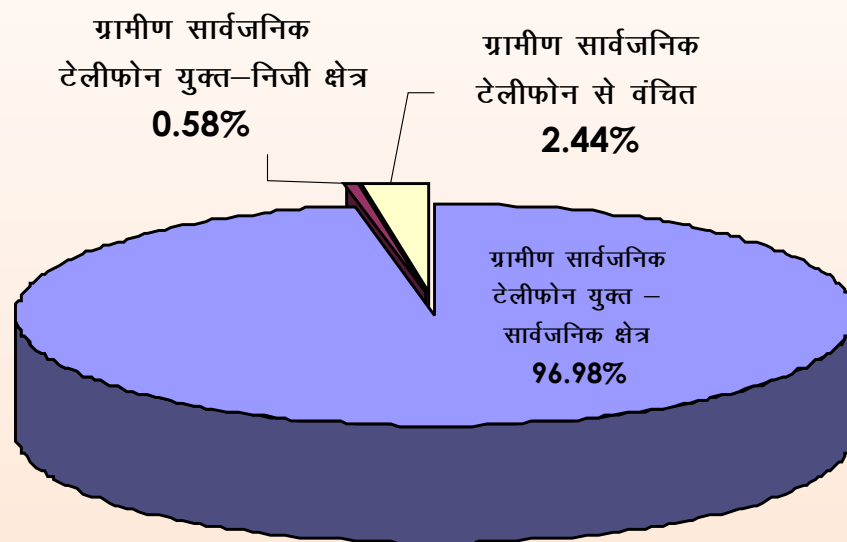 ग्रामीण सार्वजनिक
टेलीफोन युक्त–निजी क्षेत्र
0.58%
ग्रामीण सार्वजनिक
टेलीफोन से वंचित
2.44%
ग्रामीण सार्वजनिक
टेलीफोन युक्त –
सार्वजनिक क्षेत्र
96.98%